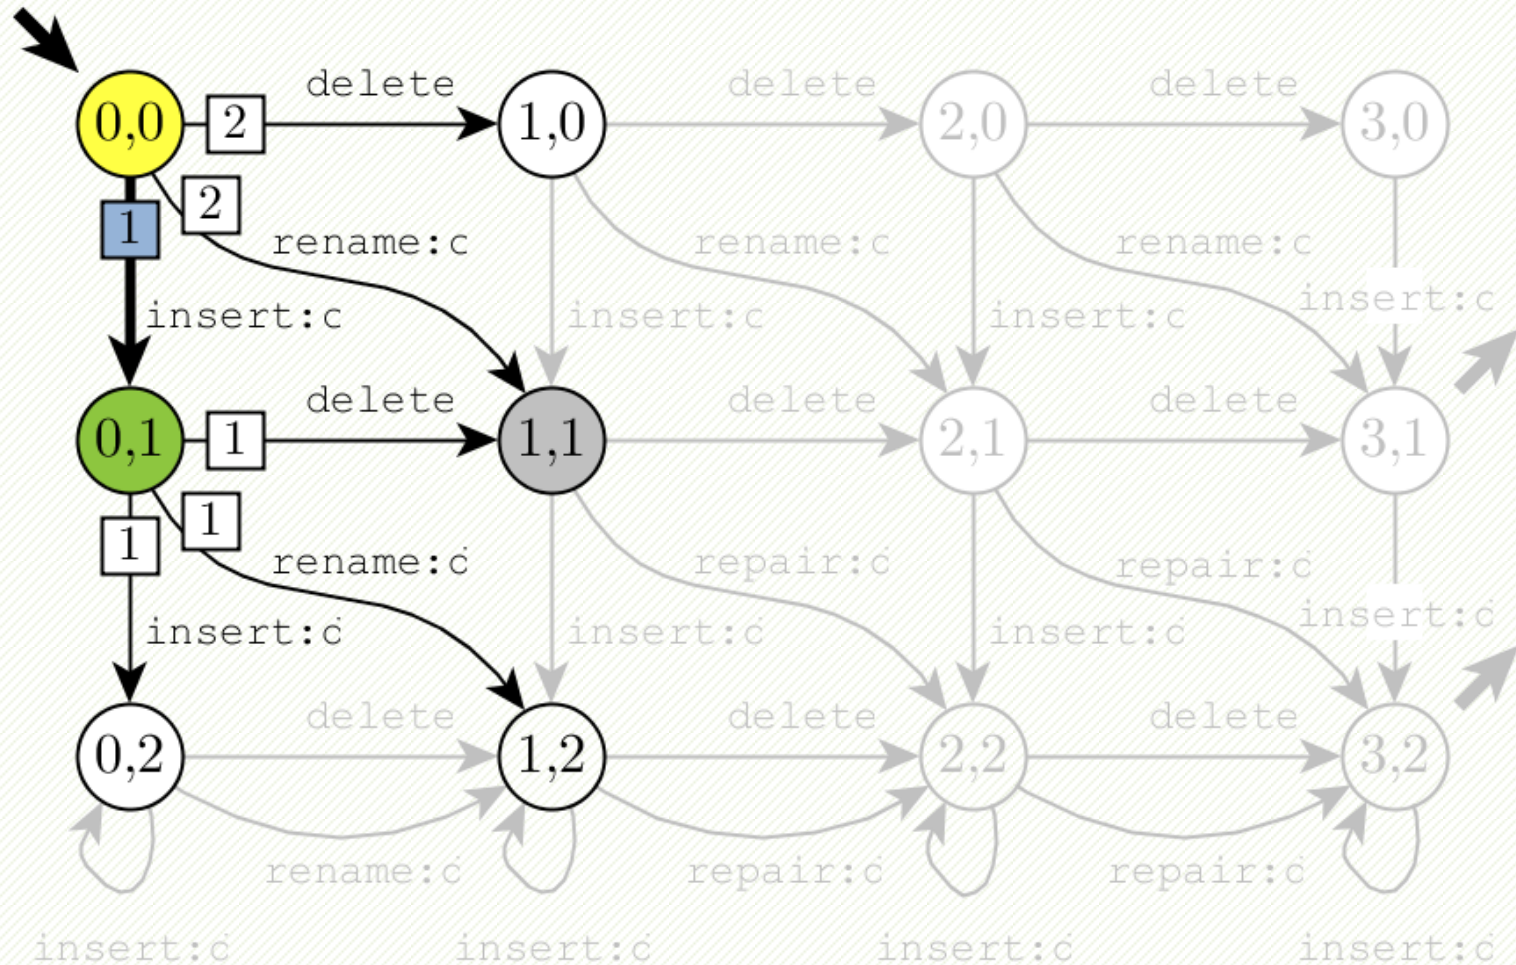 delete delete delete
0,0 2 1,0 2,0 3,0
2
1
rename:c rename:c rename:c
insert:c
insert:c insert:c insert:c
delete delete delete
0,1 1 1,1 2,1 3,1
1
1
rename:d repair:d repair:d
insert:d
insert:d insert:d insert:d
delete delete delete
0,2 1,2 2,2 3,2
rename:d repair:d repair:d
insert:d insert:d insert:d insert:d